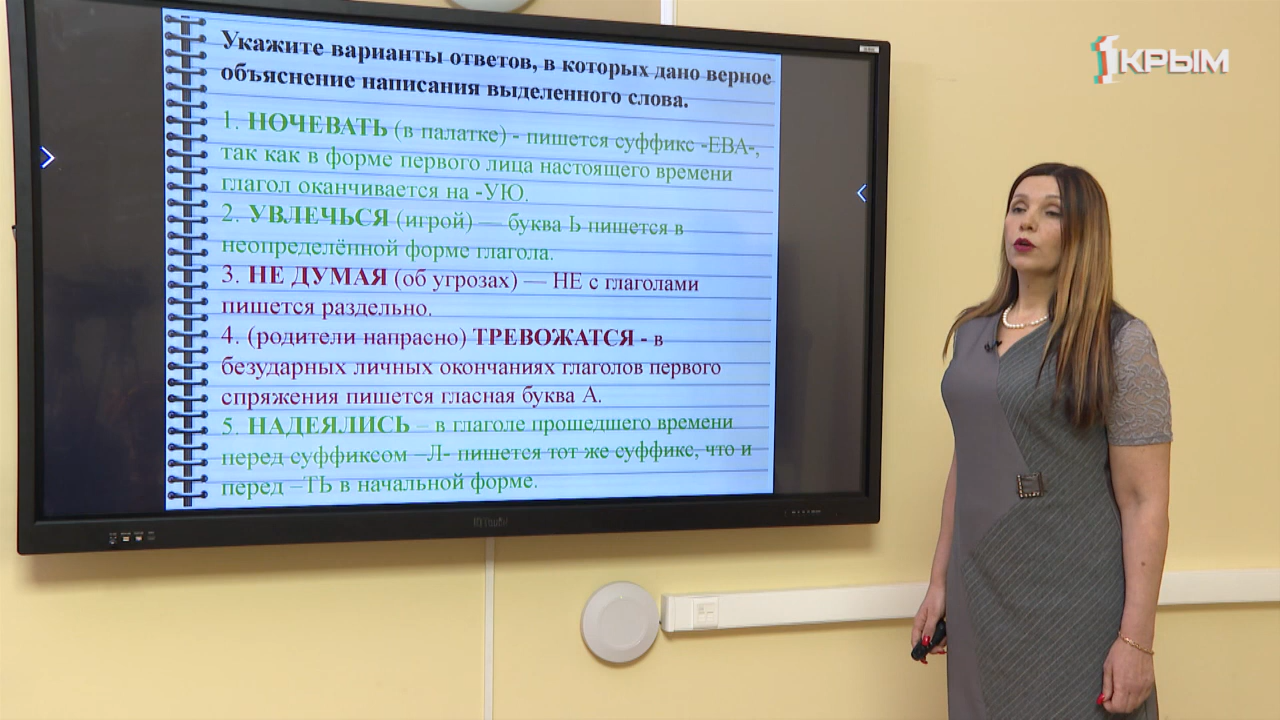 Укажите варианты ответов, в которых дано верное
объяснение написания выделенного слова.
1. НОЧЕВАТЬ (в палатке) - пишется суффикс -ЕВА-,
так как в форме первого лица настоящего времени
глагол оканчивается на -УЮ.
2. УВЛЕЧЬСЯ (игрой) — буква Ь пишется в
неопределённой форме глагола.
3. НЕ ДУМАЯ (об угрозах) — НЕ с глаголами
пишется раздельно.
4. (родители напрасно) ТРЕВОЖАТСЯ - в
безударных личных окончаниях глаголов первого
спряжения пишется гласная буква А.
5. НАДЕЯЛИСЬ – в глаголе прошедшего времени
перед суффиксом –Л- пишется тот же суффикс, что и
перед –ТЬ в начальной форме.
1 КРЫМ